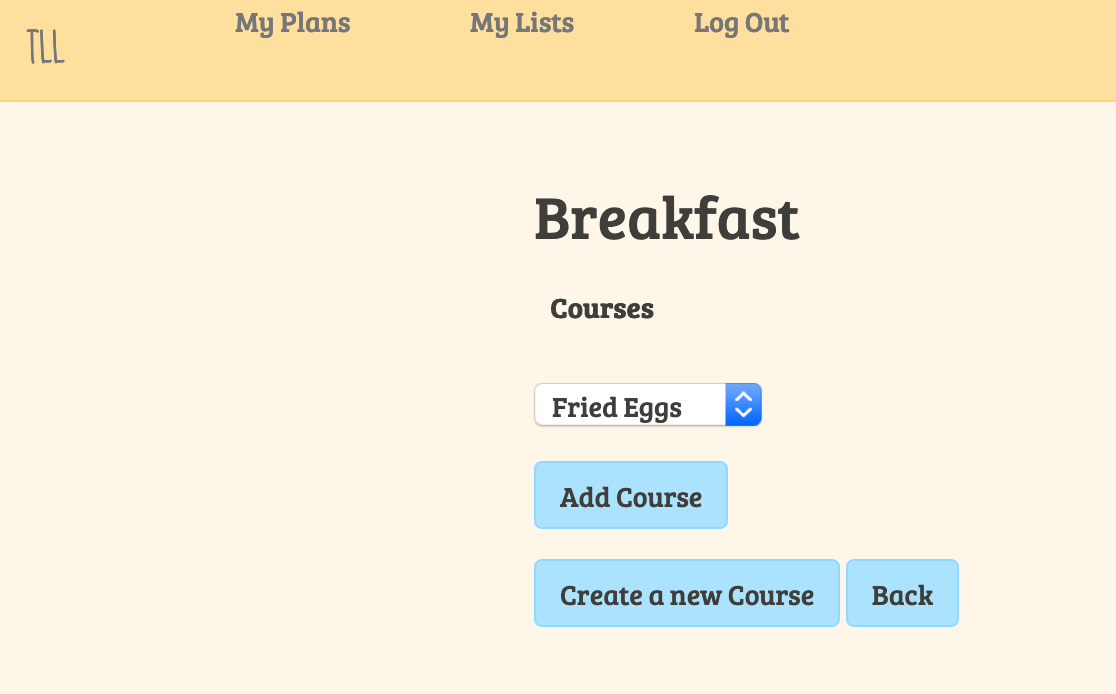 TLL
My Plans
My Lists
Log Out
Breakfast
Courses
Fried Eggs
Add Course
Create a new Course
Back